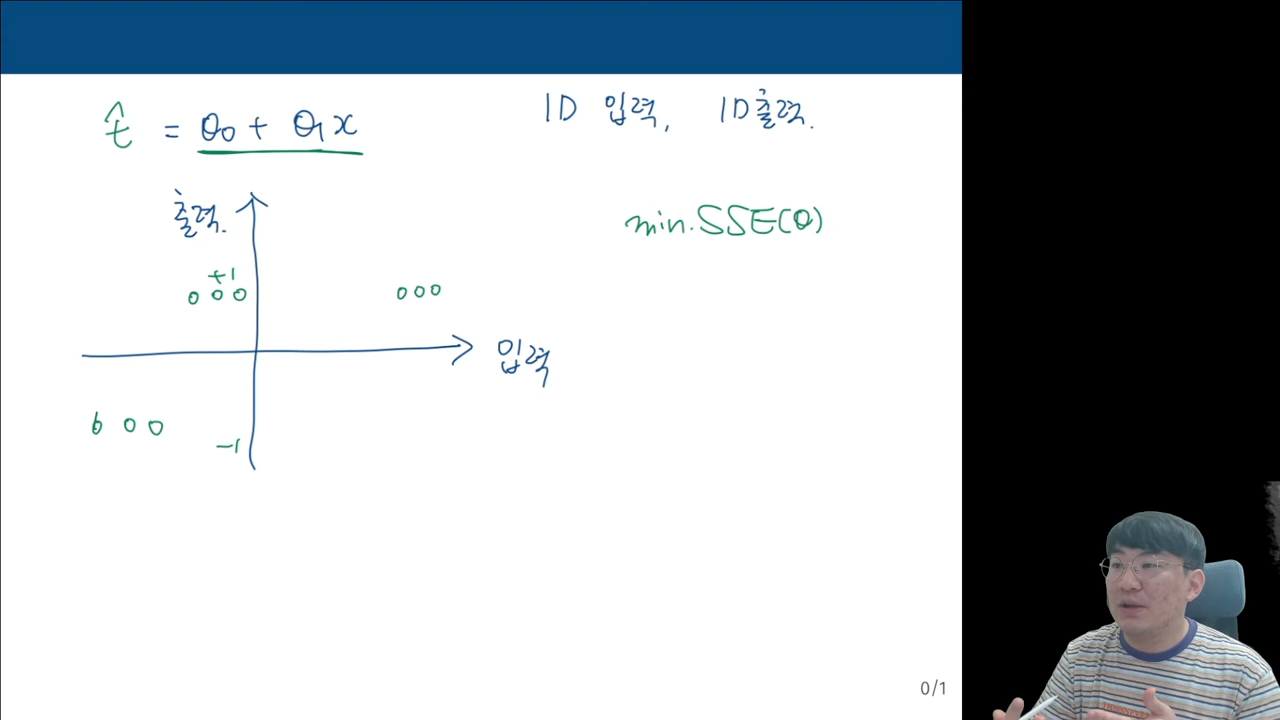 t̂ = θ₀ + θ₁x
1D 입력, 1D 출력.
min. SSE(θ)
출력.
+1
입력
-1
0/1